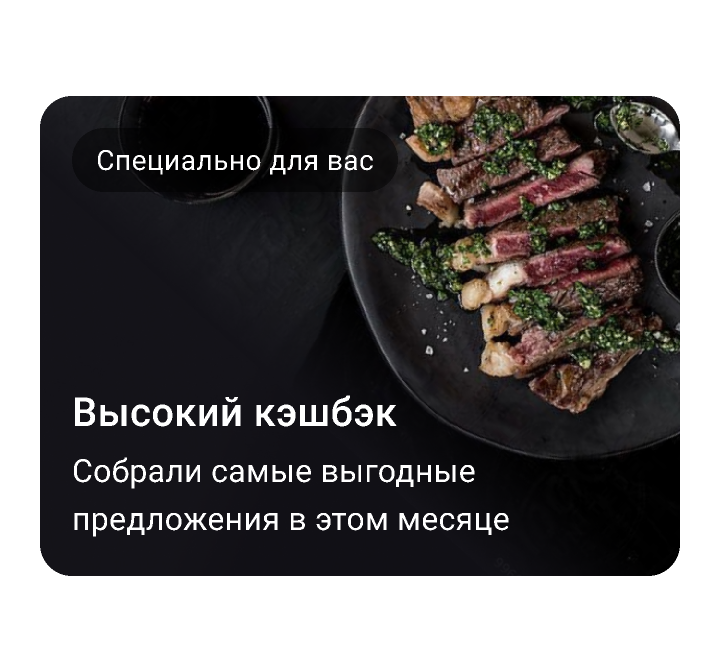 Специально для вас
Высокий кэшбэк
Собрали самые выгодные
предложения в этом месяце